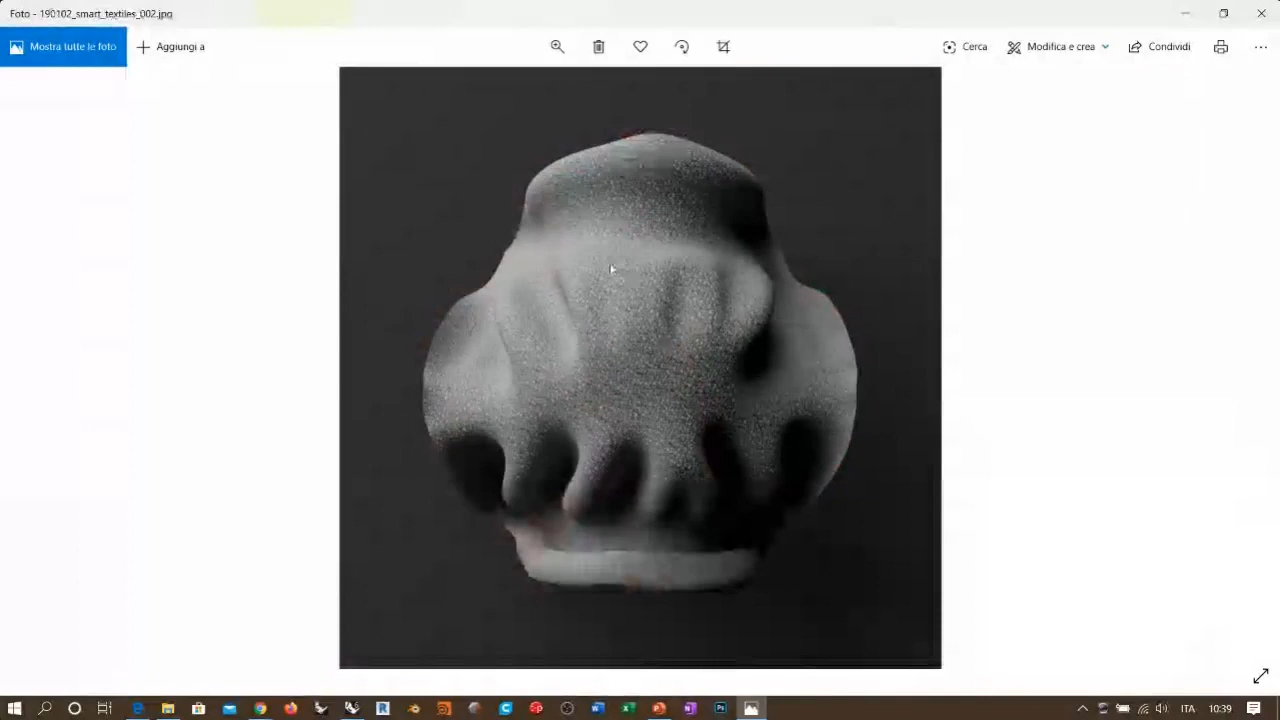 Foto - 190102_smart_textiles_002.jpg
Mostra tutte le foto
Aggiungi a
Cerca
Modifica e crea
Condividi
ITA
10:39